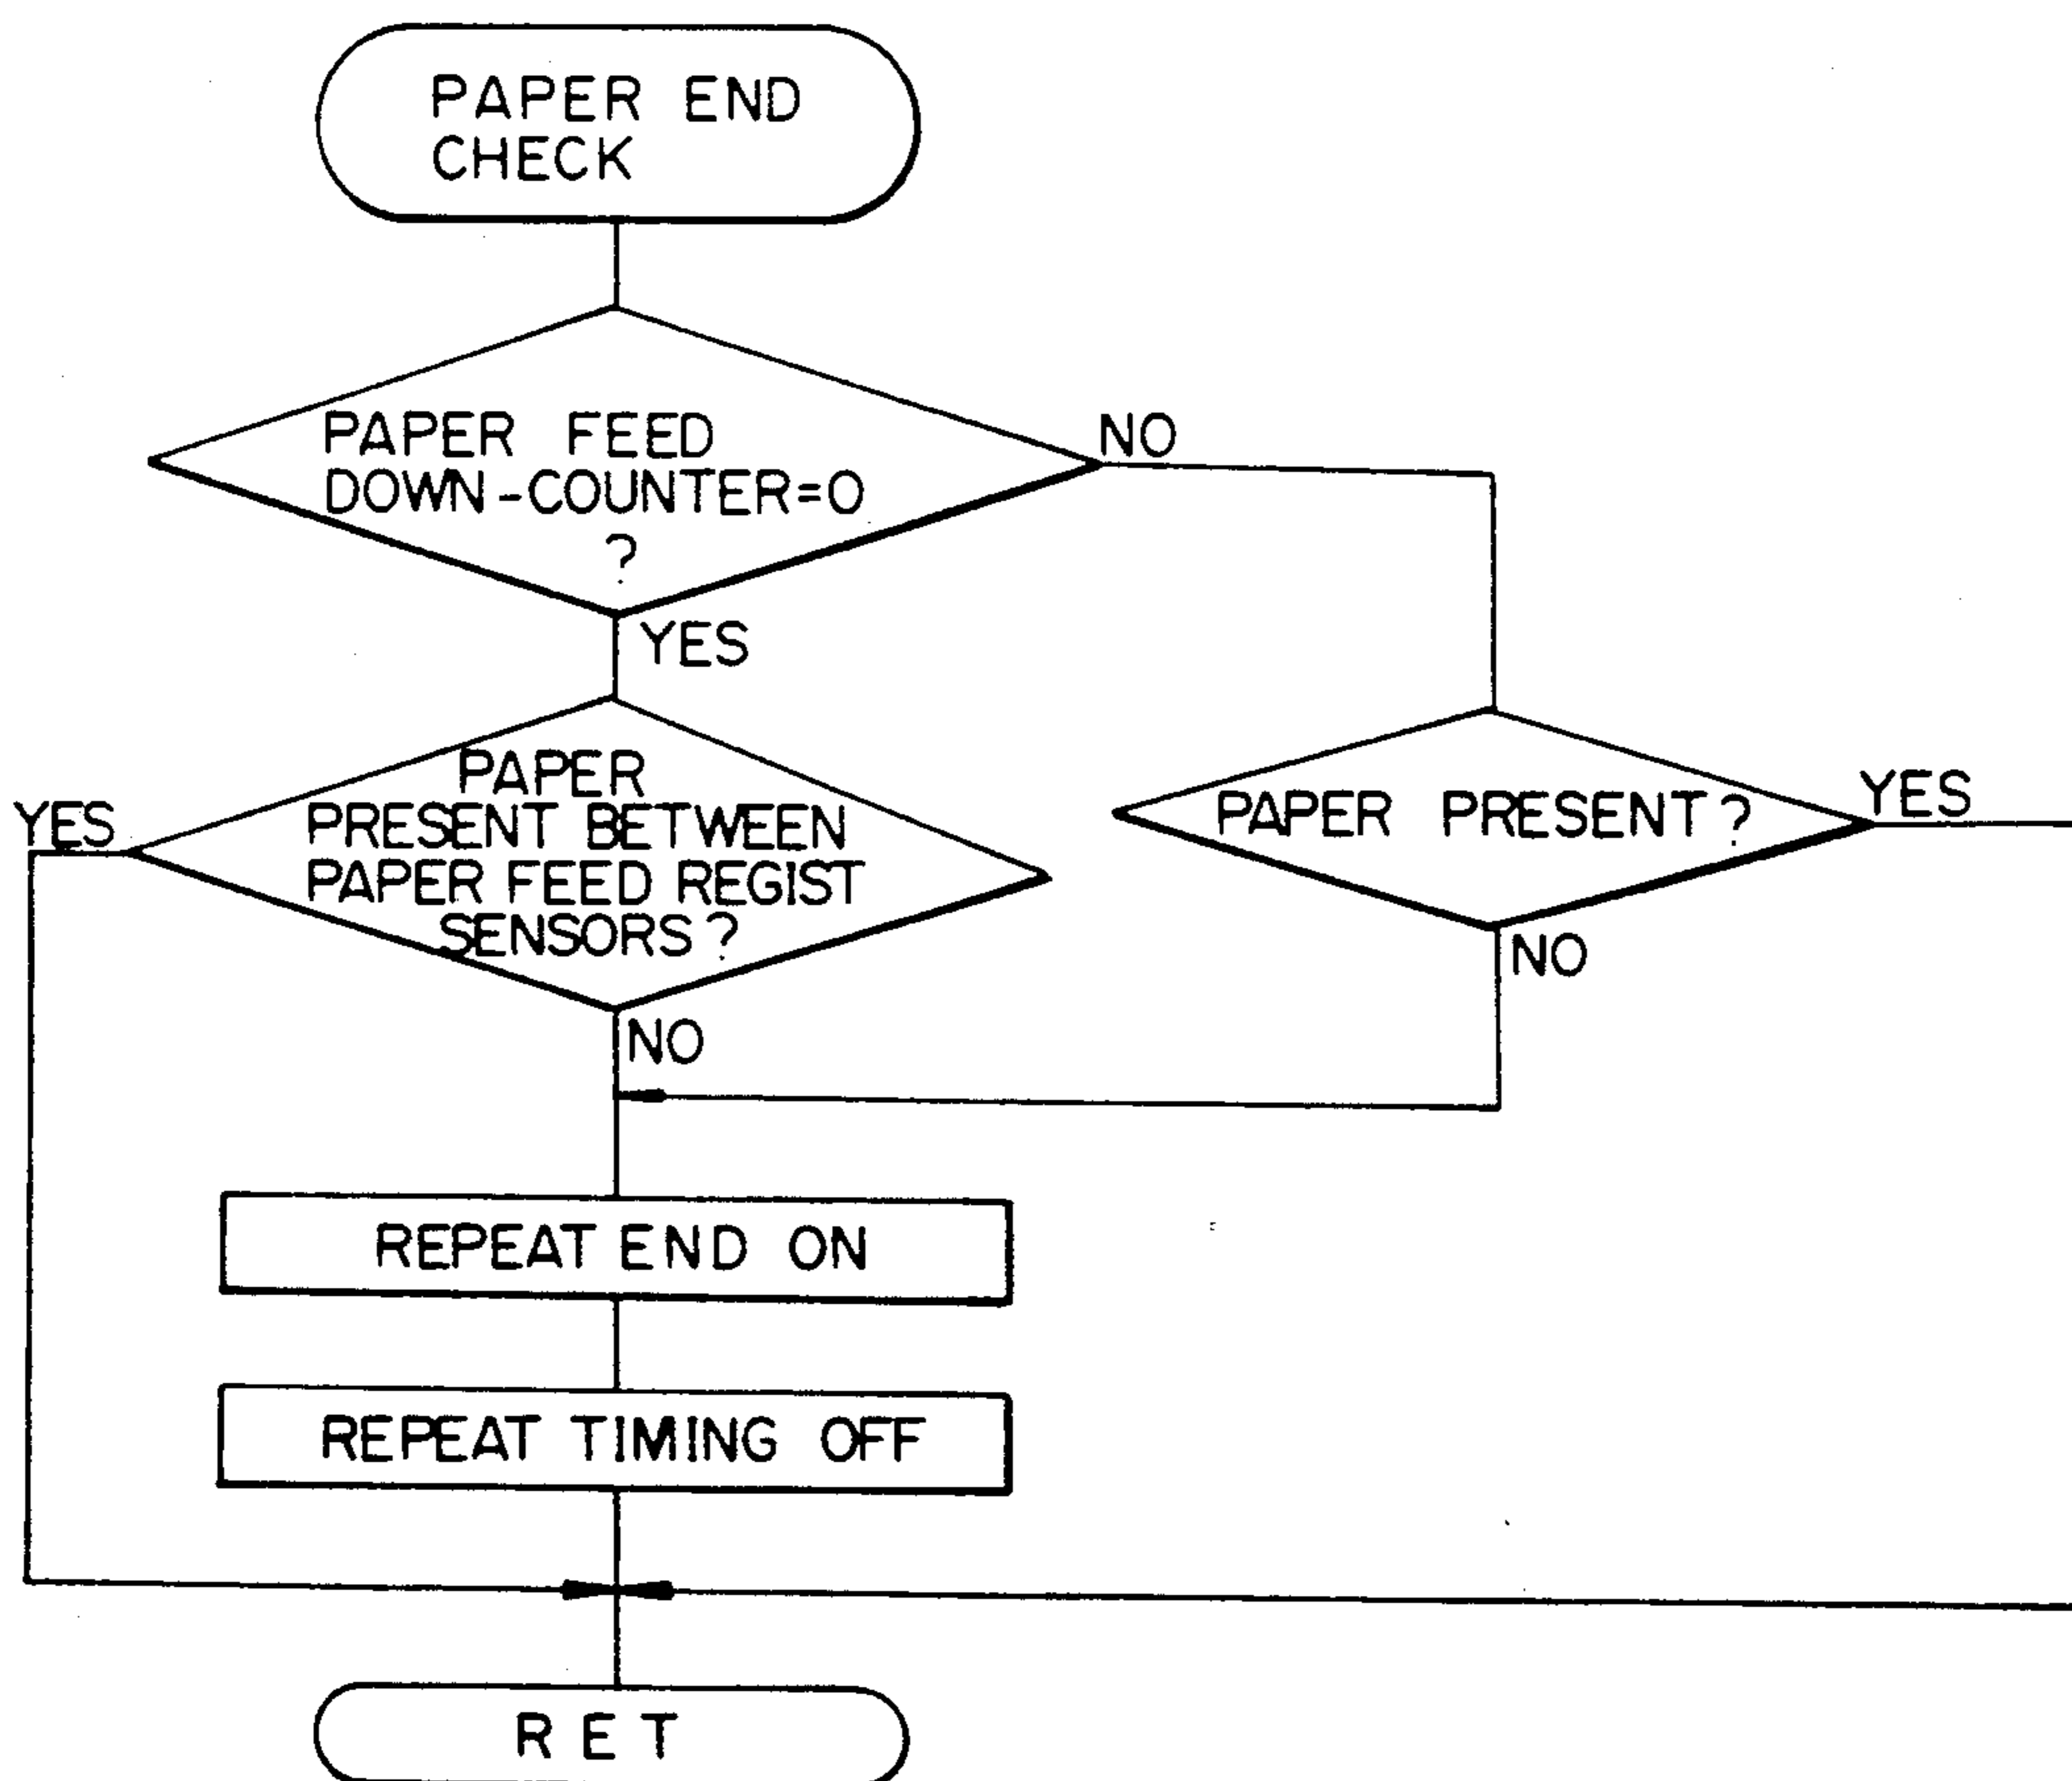 PAPER END
CHECK
PAPER FEED
DOWN-COUNTER=0
?
NO
YES
PAPER
PRESENT BETWEEN
PAPER FEED REGIST
SENSORS?
YES
NO
PAPER PRESENT?
YES
NO
REPEAT END ON
REPEAT TIMING OFF
RET